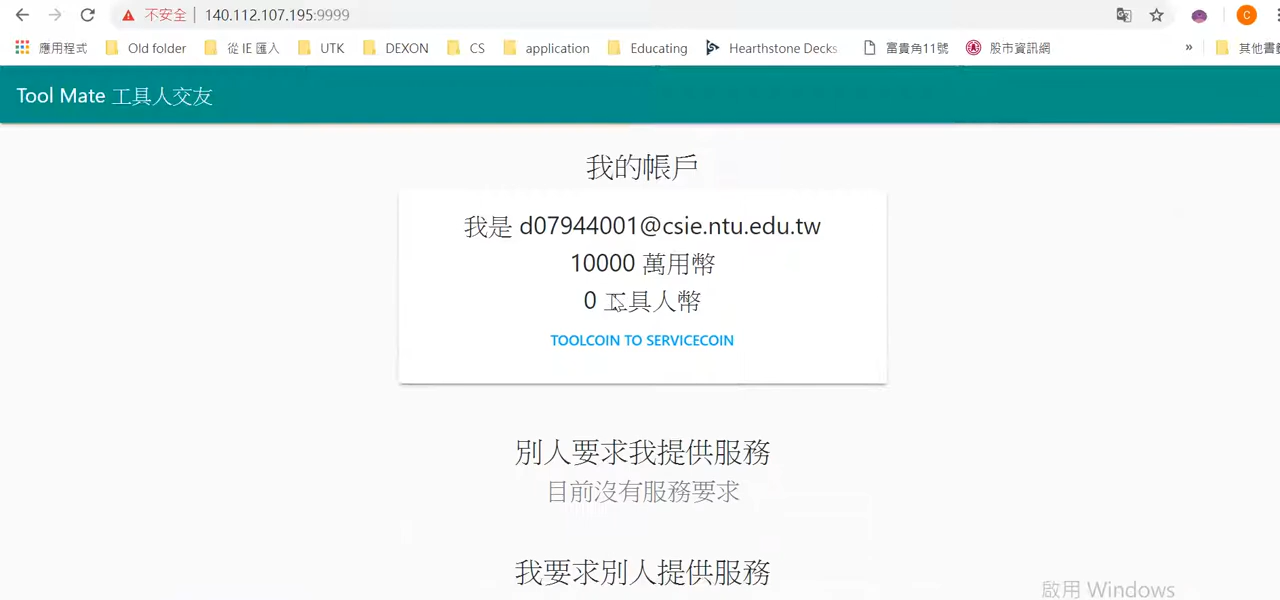 不安全 140.112.107.195:9999
應用程式 Old folder 從 IE 匯入 UTK DEXON CS application Educating Hearthstone Decks 富貴角11號 股市資訊網 »
Tool Mate 工具人交友
我的帳戶
我是 d07944001@csie.ntu.edu.tw
10000 萬用幣
0 工具人幣
TOOLCOIN TO SERVICECOIN
別人要求我提供服務
目前沒有服務要求
我要求別人提供服務
啟用 Windows